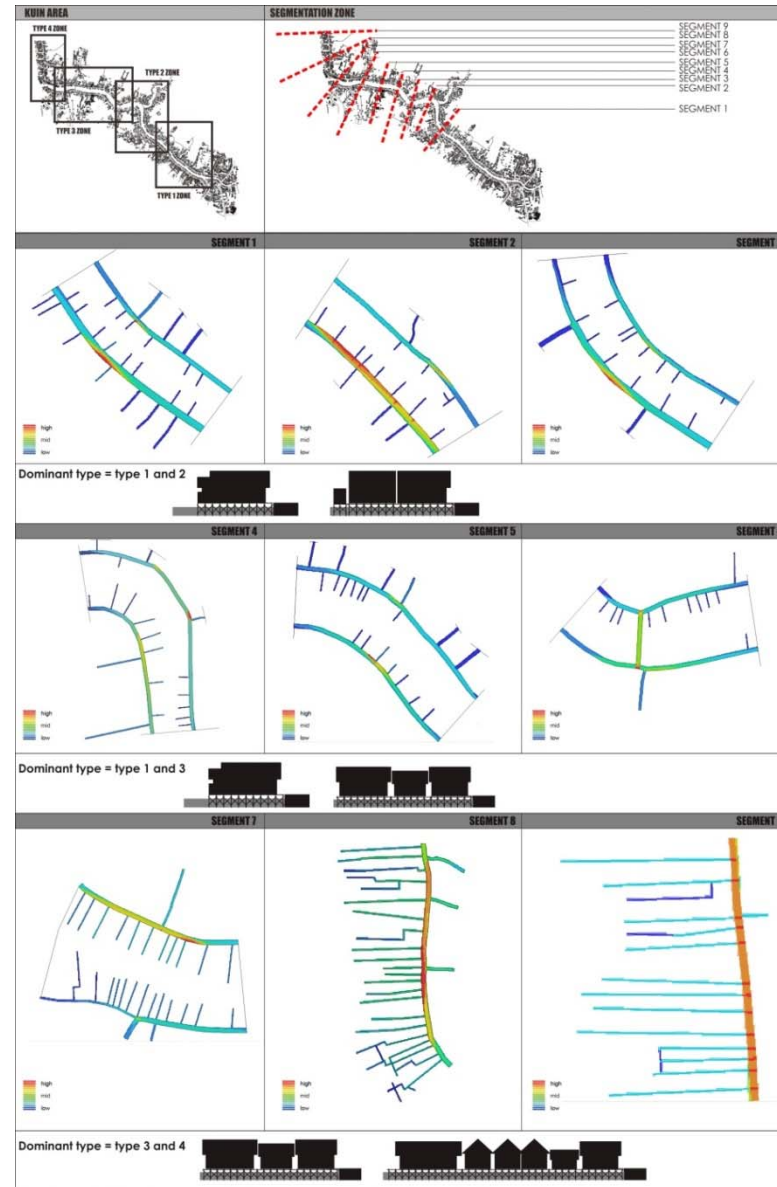 KUIN AREA
SEGMENTATION ZONE
TYPE 4 ZONE
TYPE 2 ZONE
TYPE 3 ZONE
TYPE 1 ZONE
SEGMENT 9
SEGMENT 8
SEGMENT 7
SEGMENT 6
SEGMENT 5
SEGMENT 4
SEGMENT 3
SEGMENT 2
SEGMENT 1
SEGMENT 1
SEGMENT 2
SEGMENT
high
mid
low
high
mid
low
high
mid
low
Dominant type = type 1 and 2
SEGMENT 4
SEGMENT 5
SEGMENT
high
mid
low
high
mid
low
high
mid
low
Dominant type = type 1 and 3
SEGMENT 7
SEGMENT 8
SEGMENT
high
mid
low
high
mid
low
high
mid
low
Dominant type = type 3 and 4